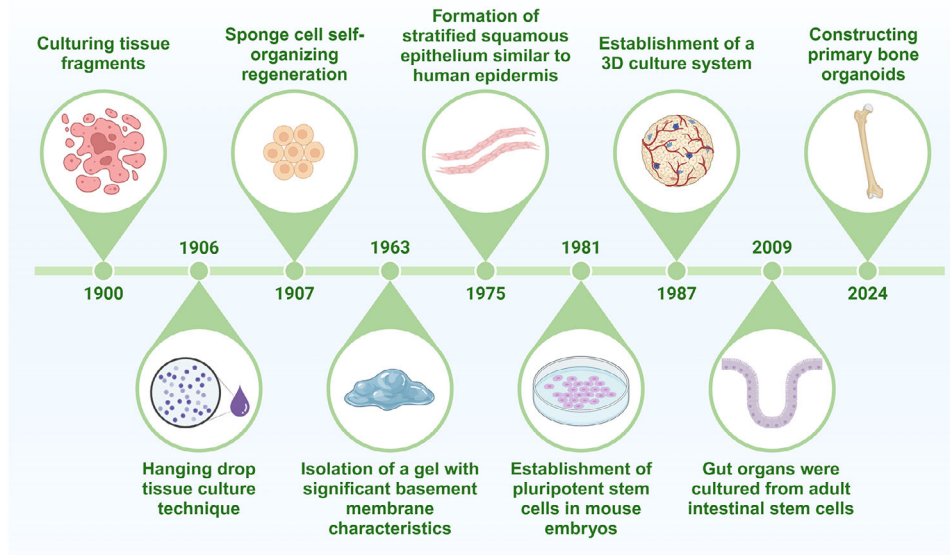 Culturing tissue
fragments
Sponge cell self-
organizing
regeneration
Formation of
stratified squamous
epithelium similar to
human epidermis
Establishment of a
3D culture system
Constructing
primary bone
organoids
1906
1963
1981
2009
1900
1907
1975
1987
2024
Hanging drop
tissue culture
technique
Isolation of a gel with
significant basement
membrane
characteristics
Establishment of
pluripotent stem
cells in mouse
embryos
Gut organs were
cultured from adult
intestinal stem cells